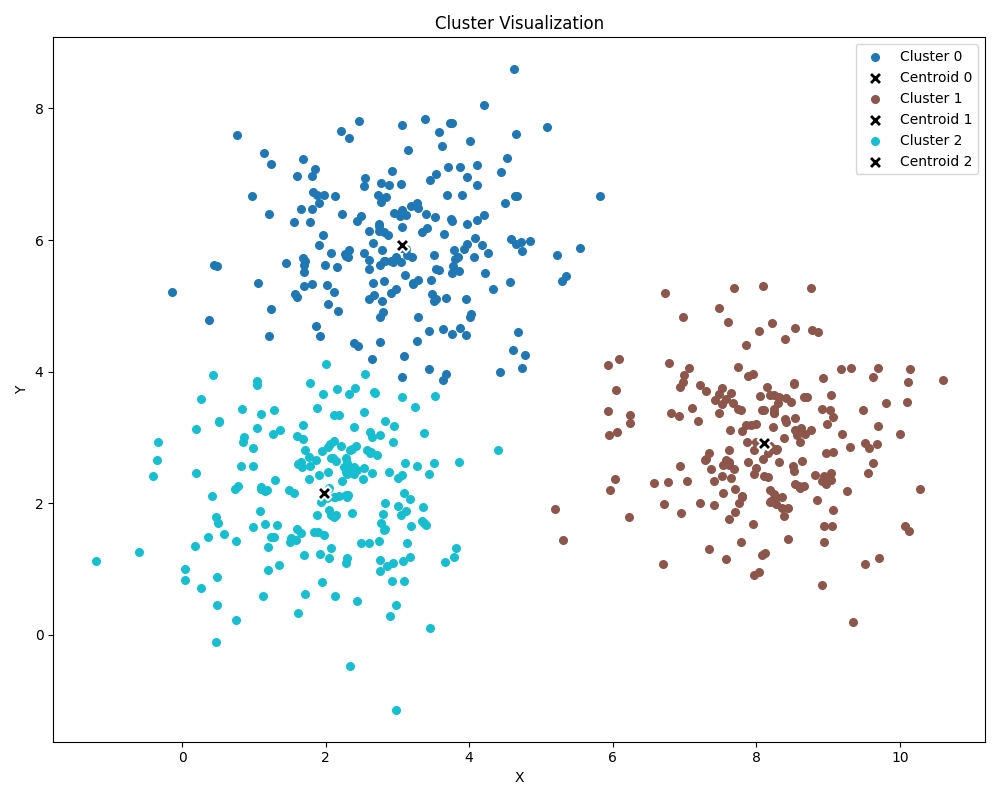 Cluster Visualization
Cluster 0
Centroid 0
Cluster 1
Centroid 1
Cluster 2
Centroid 2
Y
8
6
4
2
0
0
2
4
6
8
10
X